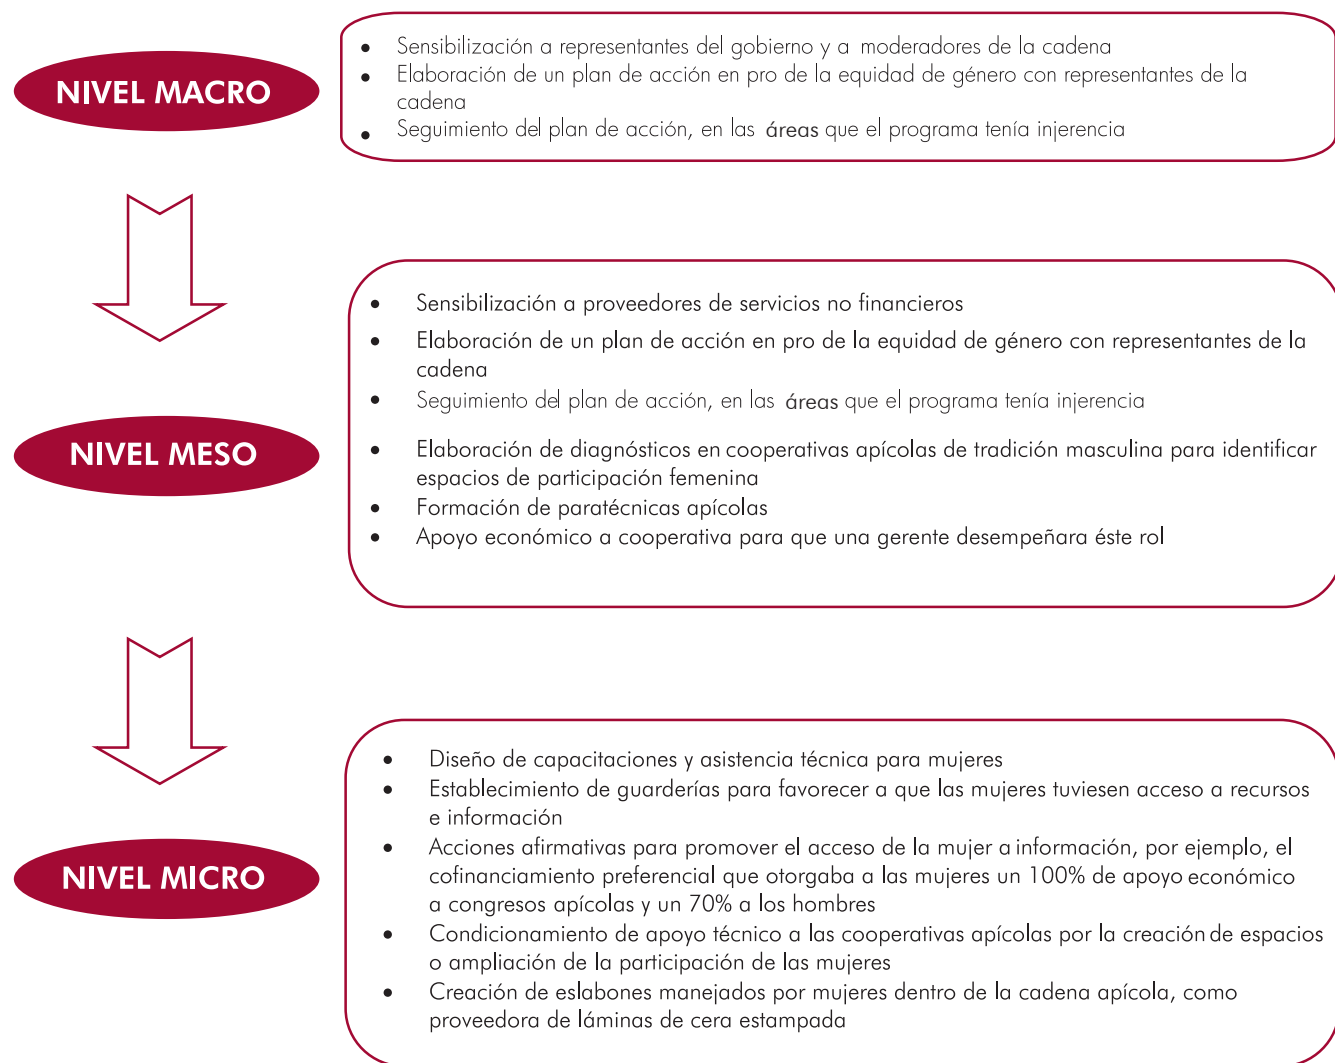 NIVEL MACRO
• Sensibilización a representantes del gobierno y a moderadores de la cadena
• Elaboración de un plan de acción en pro de la equidad de género con representantes de la
cadena
• Seguimiento del plan de acción, en las áreas que el programa tenía injerencia
NIVEL MESO
• Sensibilización a proveedores de servicios no financieros
• Elaboración de un plan de acción en pro de la equidad de género con representantes de la
cadena
• Seguimiento del plan de acción, en las áreas que el programa tenía injerencia
• Elaboración de diagnósticos en cooperativas apícolas de tradición masculina para identificar
espacios de participación femenina
• Formación de paratécnicas apícolas
• Apoyo económico a cooperativa para que una gerente desempeñara éste rol
NIVEL MICRO
• Diseño de capacitaciones y asistencia técnica para mujeres
• Establecimiento de guarderías para favorecer a que las mujeres tuviesen acceso a recursos
e información
• Acciones afirmativas para promover el acceso de la mujer a información, por ejemplo, el
cofinanciamiento preferencial que otorgaba a las mujeres un 100% de apoyo económico
a congresos apícolas y un 70% a los hombres
• Condicionamiento de apoyo técnico a las cooperativas apícolas por la creación de espacios
o ampliación de la participación de las mujeres
• Creación de eslabones manejados por mujeres dentro de la cadena apícola, como
proveedora de láminas de cera estampada